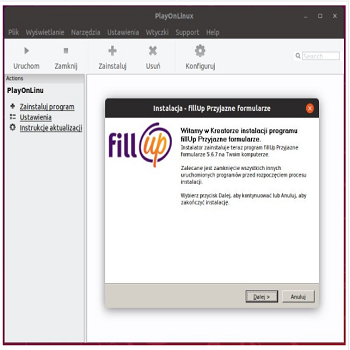 PlayOnLinux
Plik Wyświetlanie Narzędzia Ustawienia Wtyczki Support Help
Uruchom Zamknij Zainstaluj Usuń Konfiguruj
Search
Actions
PlayOnLinu
Zainstaluj program
Ustawienia
Instrukcje aktualizacji
Instalacja - fillUp Przyjazne formularze
fill up
Witamy w Kreatorze instalacji programu
fillUp Przyjazne formularze.
Instalator zainstaluje teraz program fillUp Przyjazne
formularze 5.6.7 na Twoim komputerze.
Zalecane jest zamknięcie wszystkich innych
uruchomionych programów przed rozpoczęciem procesu
instalacji.
Wybierz przycisk Dalej, aby kontynuować lub Anuluj, aby
zakończyć instalację.
Dalej > Anuluj